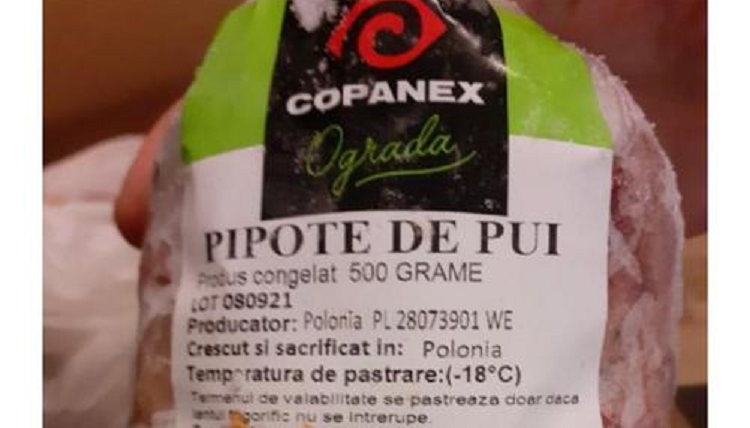 COPANEX
Ograda
PIPOTE DE PUI
Produs congelat 500 GRAME
LOT 080921
Producator: Polonia PL 28073901 WE
Crescut si sacrificat in: Polonia
Temperatura de pastrare:(-18°C)
Termenul de valabilitate se pastreaza doar daca
lantul frigorific nu se intrerupe.